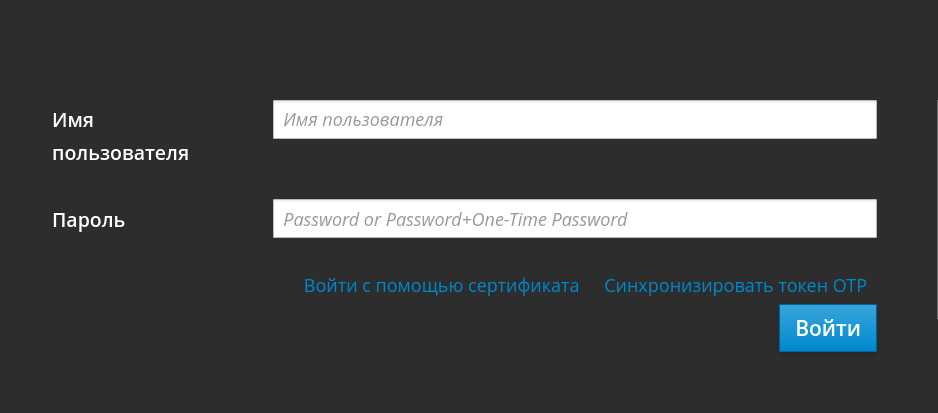 Имя
пользователя
Имя пользователя
Пароль
Password or Password+One-Time Password
Войти с помощью сертификата
Синхронизировать токен OTP
Войти